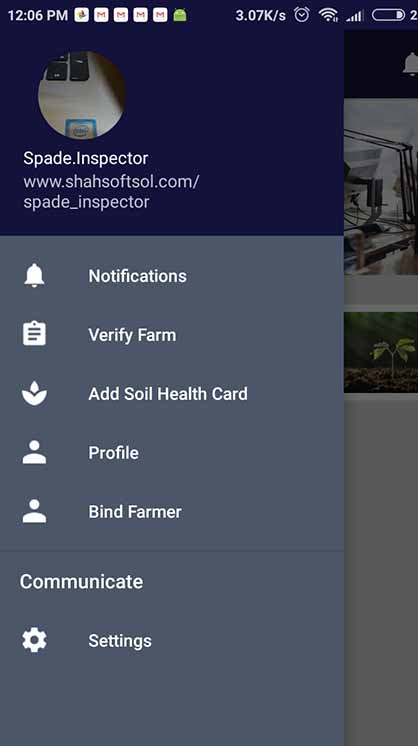 12:06 PM 3.07K/s 2
Spade.Inspector
www.shahsoftsol.com/
spade_inspector
Notifications
Verify Farm
Add Soil Health Card
Profile
Bind Farmer
Communicate
Settings